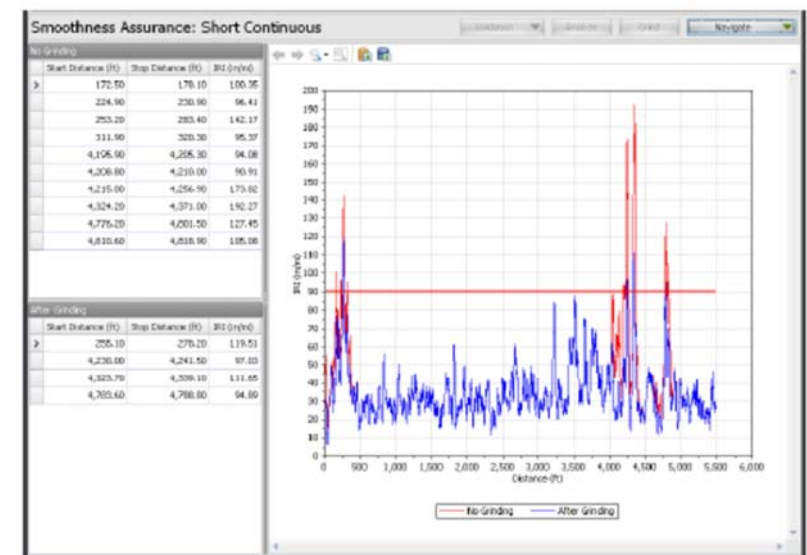 Smoothness Assurance: Short Continuous
Validation Analyze Grind Navigate
No Grinding
Start Distance (ft) Stop Distance (ft) IRI (in/mi)
172.50 178.10 100.35
224.90 230.90 96.41
253.20 283.40 142.17
311.90 320.30 95.37
4,195.90 4,205.30 94.08
4,208.80 4,210.00 90.91
4,215.00 4,256.90 173.82
4,324.20 4,371.00 192.27
4,776.20 4,801.50 127.45
4,810.60 4,818.90 105.08
After Grinding
Start Distance (ft) Stop Distance (ft) IRI (in/mi)
255.10 278.20 119.51
4,230.00 4,241.50 97.03
4,323.70 4,339.10 111.65
4,783.60 4,788.80 94.89
200
190
180
170
160
150
140
130
120
110
100
90
80
70
60
50
40
30
20
10
0
IRI (in/mi)
0 500 1,000 1,500 2,000 2,500 3,000 3,500 4,000 4,500 5,000 5,500 6,000
Distance (ft)
No Grinding After Grinding